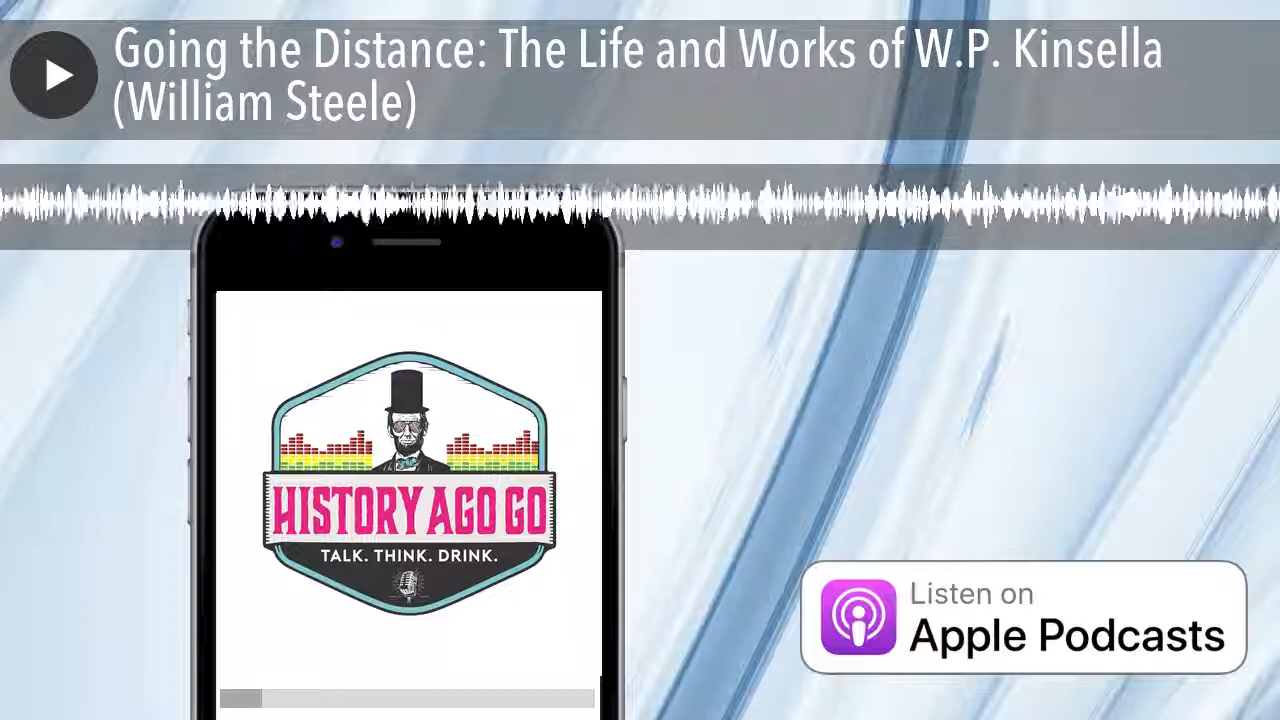 Going the Distance: The Life and Works of W.P. Kinsella
(William Steele)
HISTORY AGO GO
TALK. THINK. DRINK.
Listen on
Apple Podcasts